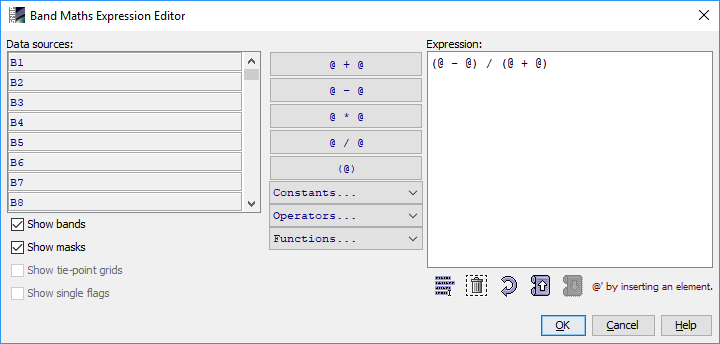 Band Maths Expression Editor
Data sources:
B1
B2
B3
B4
B5
B6
B7
B8
Show bands
Show masks
Show tie-point grids
Show single flags
@ + @
@ - @
@ * @
@ / @
(@)
Constants...
Operators...
Functions...
Expression:
(@ - @) / (@ + @)
@' by inserting an element.
OK
Cancel
Help